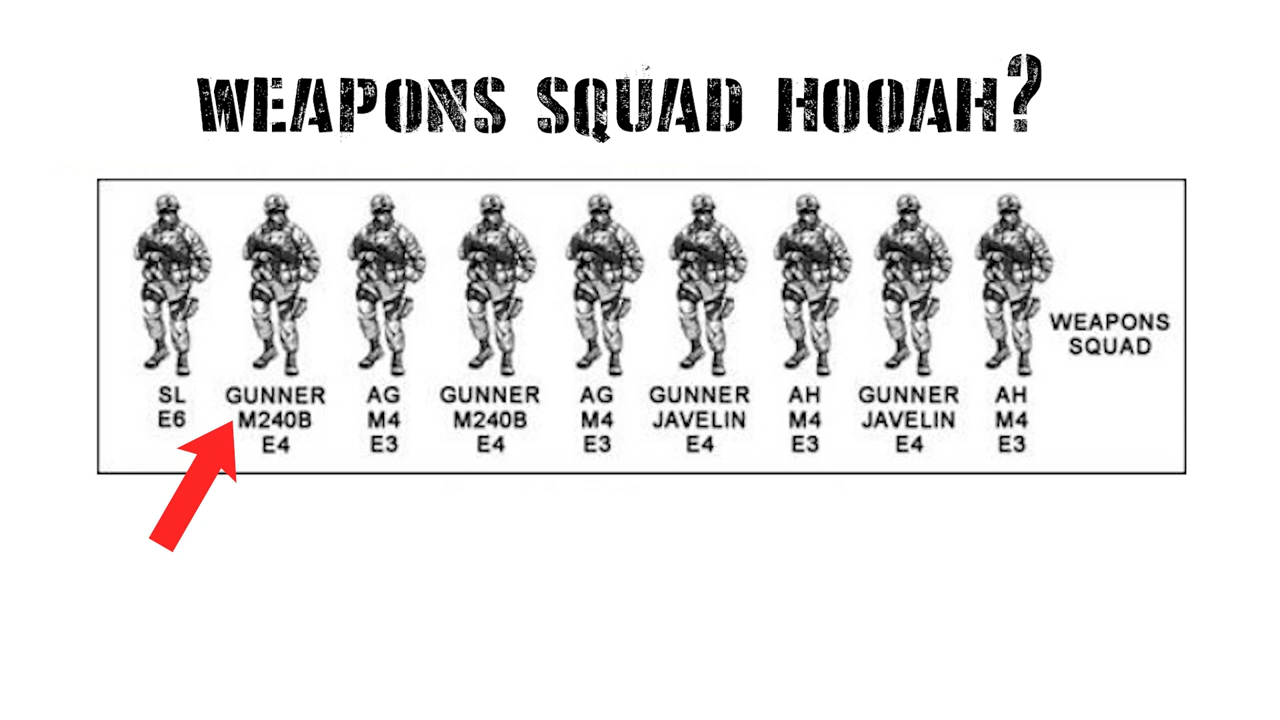 WEAPONS SQUAD HOOAH?
SL
E6
GUNNER
M240B
E4
AG
M4
E3
GUNNER
M240B
E4
AG
M4
E3
GUNNER
JAVELIN
E4
AH
M4
E3
GUNNER
JAVELIN
E4
AH
M4
E3
WEAPONS
SQUAD